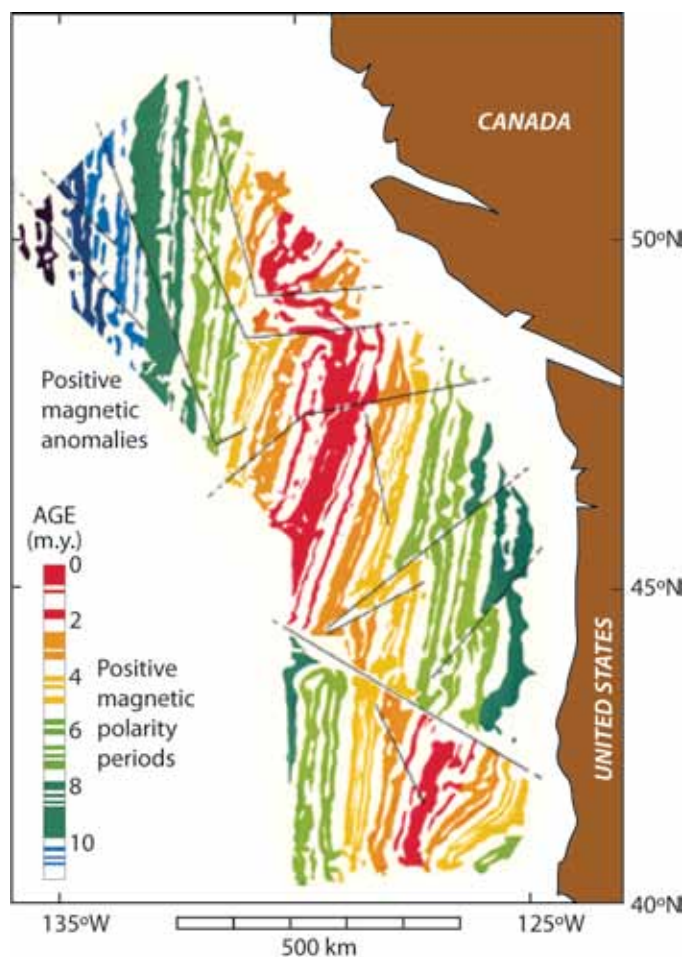 CANADA
50ºN
Positive
magnetic
anomalies
AGE
(m.y.)
0
2
4
6
8
10
Positive
magnetic
polarity
periods
45ºN
UNITED STATES
40ºN
135ºW
125ºW
500 km